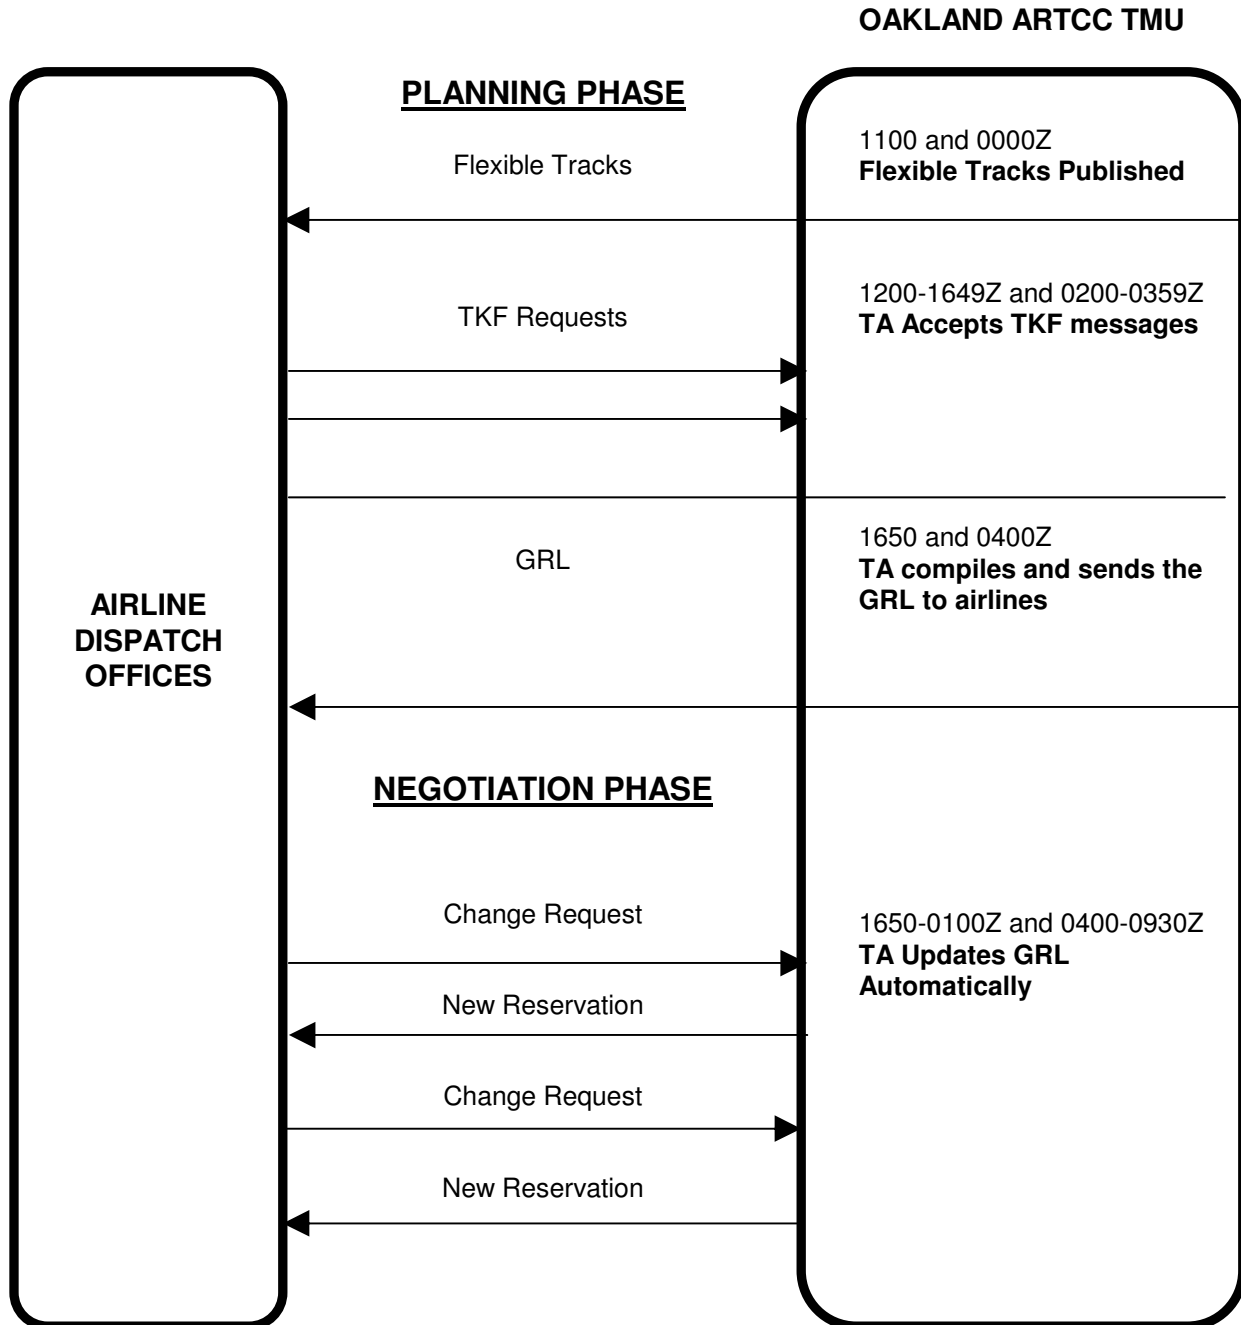 OAKLAND ARTCC TMU
PLANNING PHASE
1100 and 0000Z
Flexible Tracks Published
Flexible Tracks
1200-1649Z and 0200-0359Z
TA Accepts TKF messages
TKF Requests
1650 and 0400Z
TA compiles and sends the
GRL to airlines
GRL
AIRLINE
DISPATCH
OFFICES
NEGOTIATION PHASE
Change Request
1650-0100Z and 0400-0930Z
TA Updates GRL
Automatically
New Reservation
Change Request
New Reservation